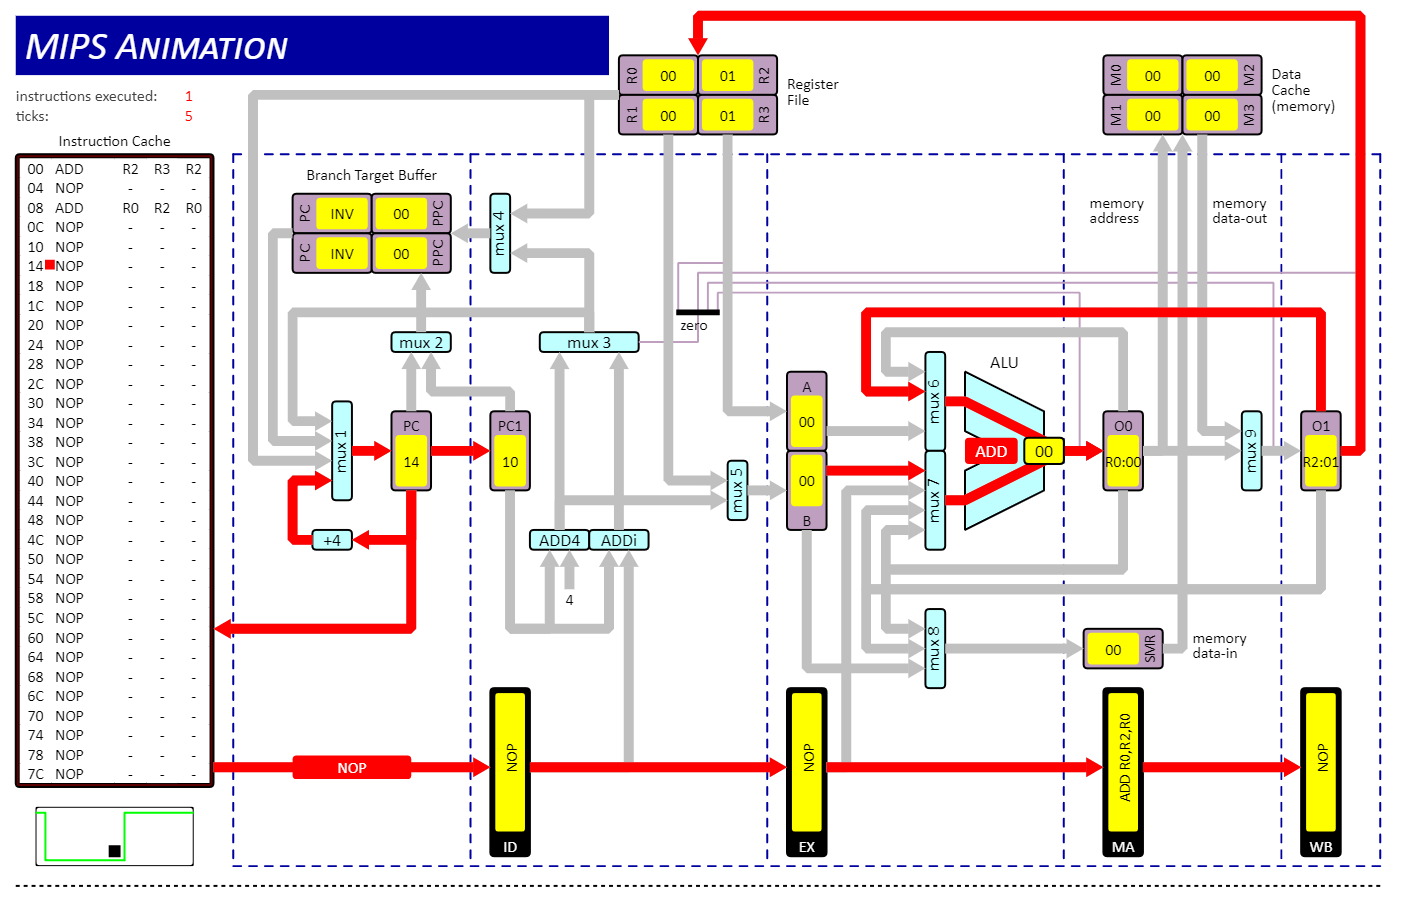 MIPS ANIMATION
instructions executed: 1
ticks: 5
Instruction Cache
00 ADD R2 R3 R2
04 NOP - - -
08 ADD R0 R2 R0
0C NOP - - -
10 NOP - - -
14 NOP - - -
18 NOP - - -
1C NOP - - -
20 NOP - - -
24 NOP - - -
28 NOP - - -
2C NOP - - -
30 NOP - - -
34 NOP - - -
38 NOP - - -
3C NOP - - -
40 NOP - - -
44 NOP - - -
48 NOP - - -
4C NOP - - -
50 NOP - - -
54 NOP - - -
58 NOP - - -
5C NOP - - -
60 NOP - - -
64 NOP - - -
68 NOP - - -
6C NOP - - -
70 NOP - - -
74 NOP - - -
78 NOP - - -
7C NOP - - -
R0 00 01 R2
R1 00 01 R3
Register
File
M0 00 00 M2
M1 00 00 M3
Data
Cache
(memory)
Branch Target Buffer
PC INV 00 PPC
PC INV 00 PPC
mux 4
memory
address
memory
data-out
zero
mux 2
mux 3
mux 1
PC
14
PC1
10
+4
ADD4
ADDi
4
mux 5
A
00
00
B
mux 6
mux 7
ALU
ADD
00
O0
R0:00
mux 9
O1
R2:01
mux 8
00 SMR
memory
data-in
NOP
NOP
ID
NOP
EX
ADD R0,R2,R0
MA
NOP
WB